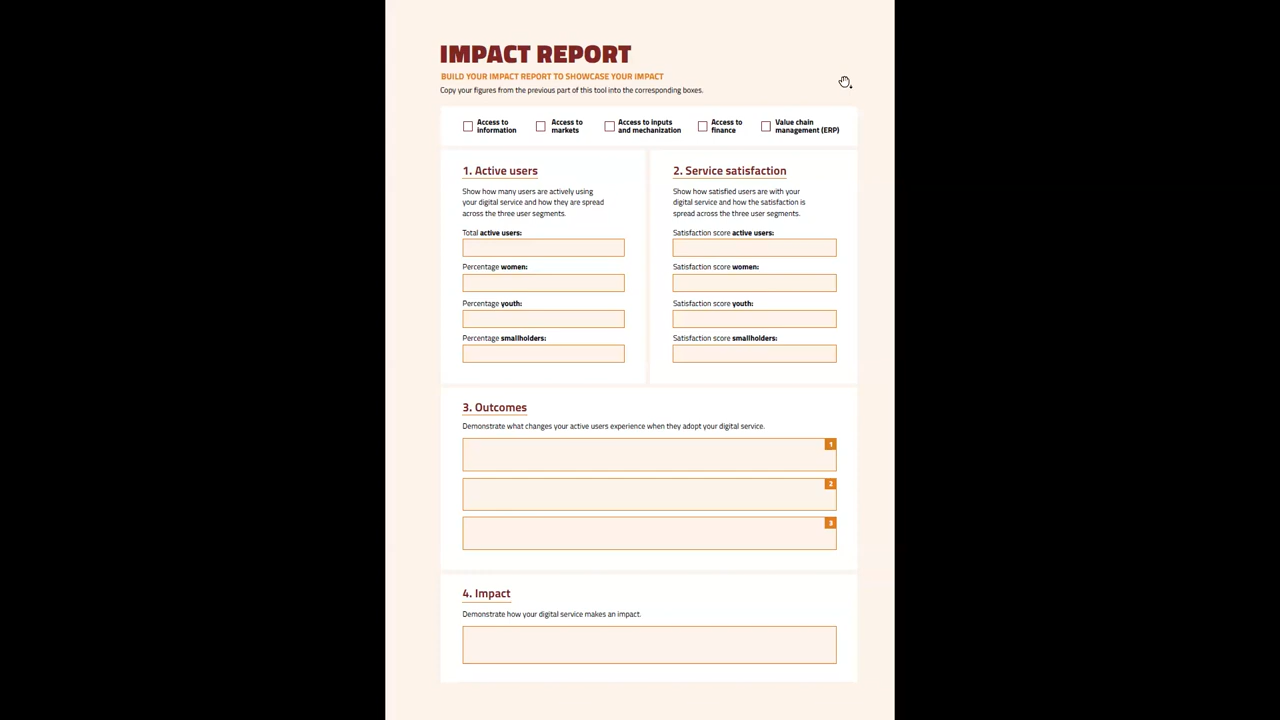 IMPACT REPORT
BUILD YOUR IMPACT REPORT TO SHOWCASE YOUR IMPACT
Copy your figures from the previous part of this tool into the corresponding boxes.
Access to
information
Access to
markets
Access to inputs
and mechanization
Access to
finance
Value chain
management (ERP)
1. Active users
Show how many users are actively using
your digital service and how they are spread
across the three user segments.
Total active users:
Percentage women:
Percentage youth:
Percentage smallholders:
2. Service satisfaction
Show how satisfied users are with your
digital service and how the satisfaction is
spread across the three user segments.
Satisfaction score active users:
Satisfaction score women:
Satisfaction score youth:
Satisfaction score smallholders:
3. Outcomes
Demonstrate what changes your active users experience when they adopt your digital service.
1
2
3
4. Impact
Demonstrate how your digital service makes an impact.